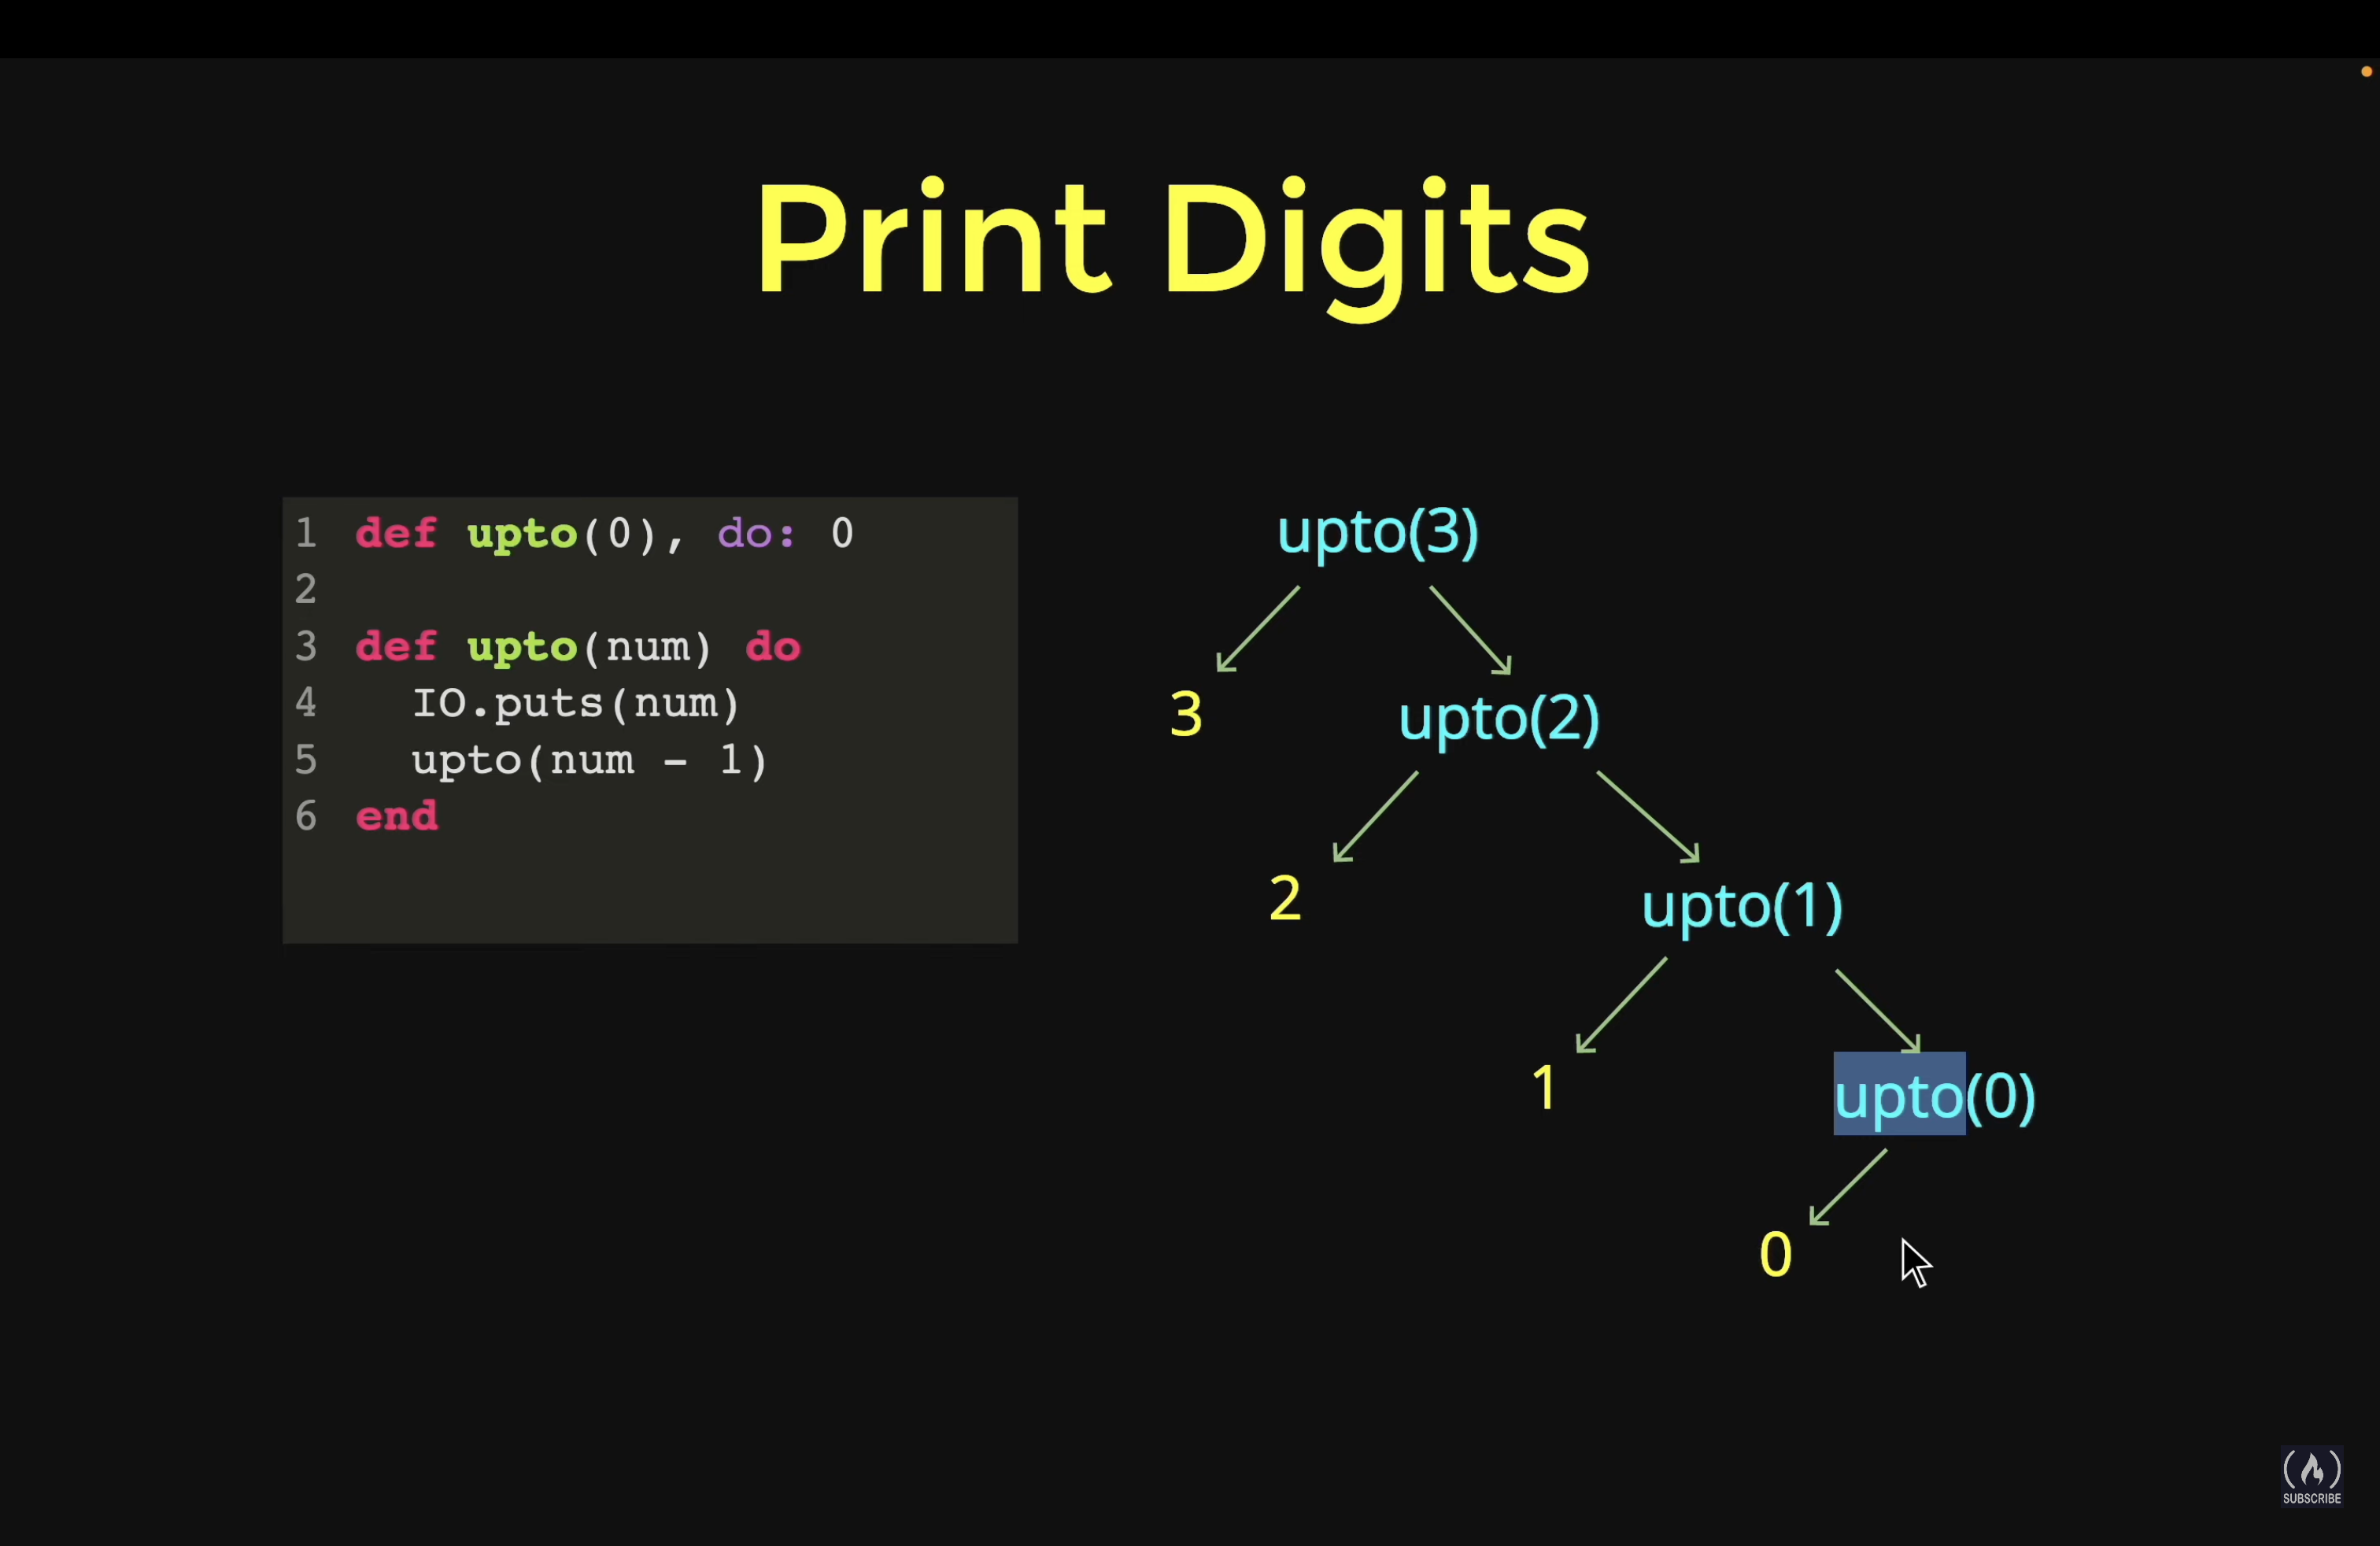 Print Digits
1 def upto(0), do: 0
2
3 def upto(num) do
4 IO.puts(num)
5 upto(num - 1)
6 end
upto(3)
3
upto(2)
2
upto(1)
1
upto(0)
0
SUBSCRIBE